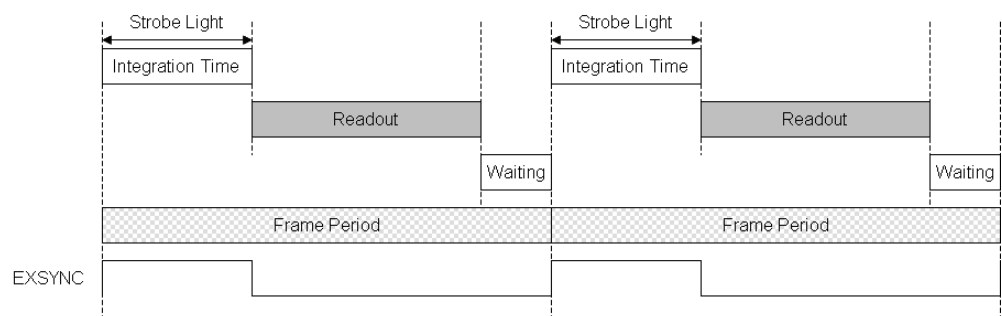 Strobe Light Strobe Light
Integration Time Integration Time
Readout Readout
Waiting Waiting
Frame Period Frame Period
EXSYNC